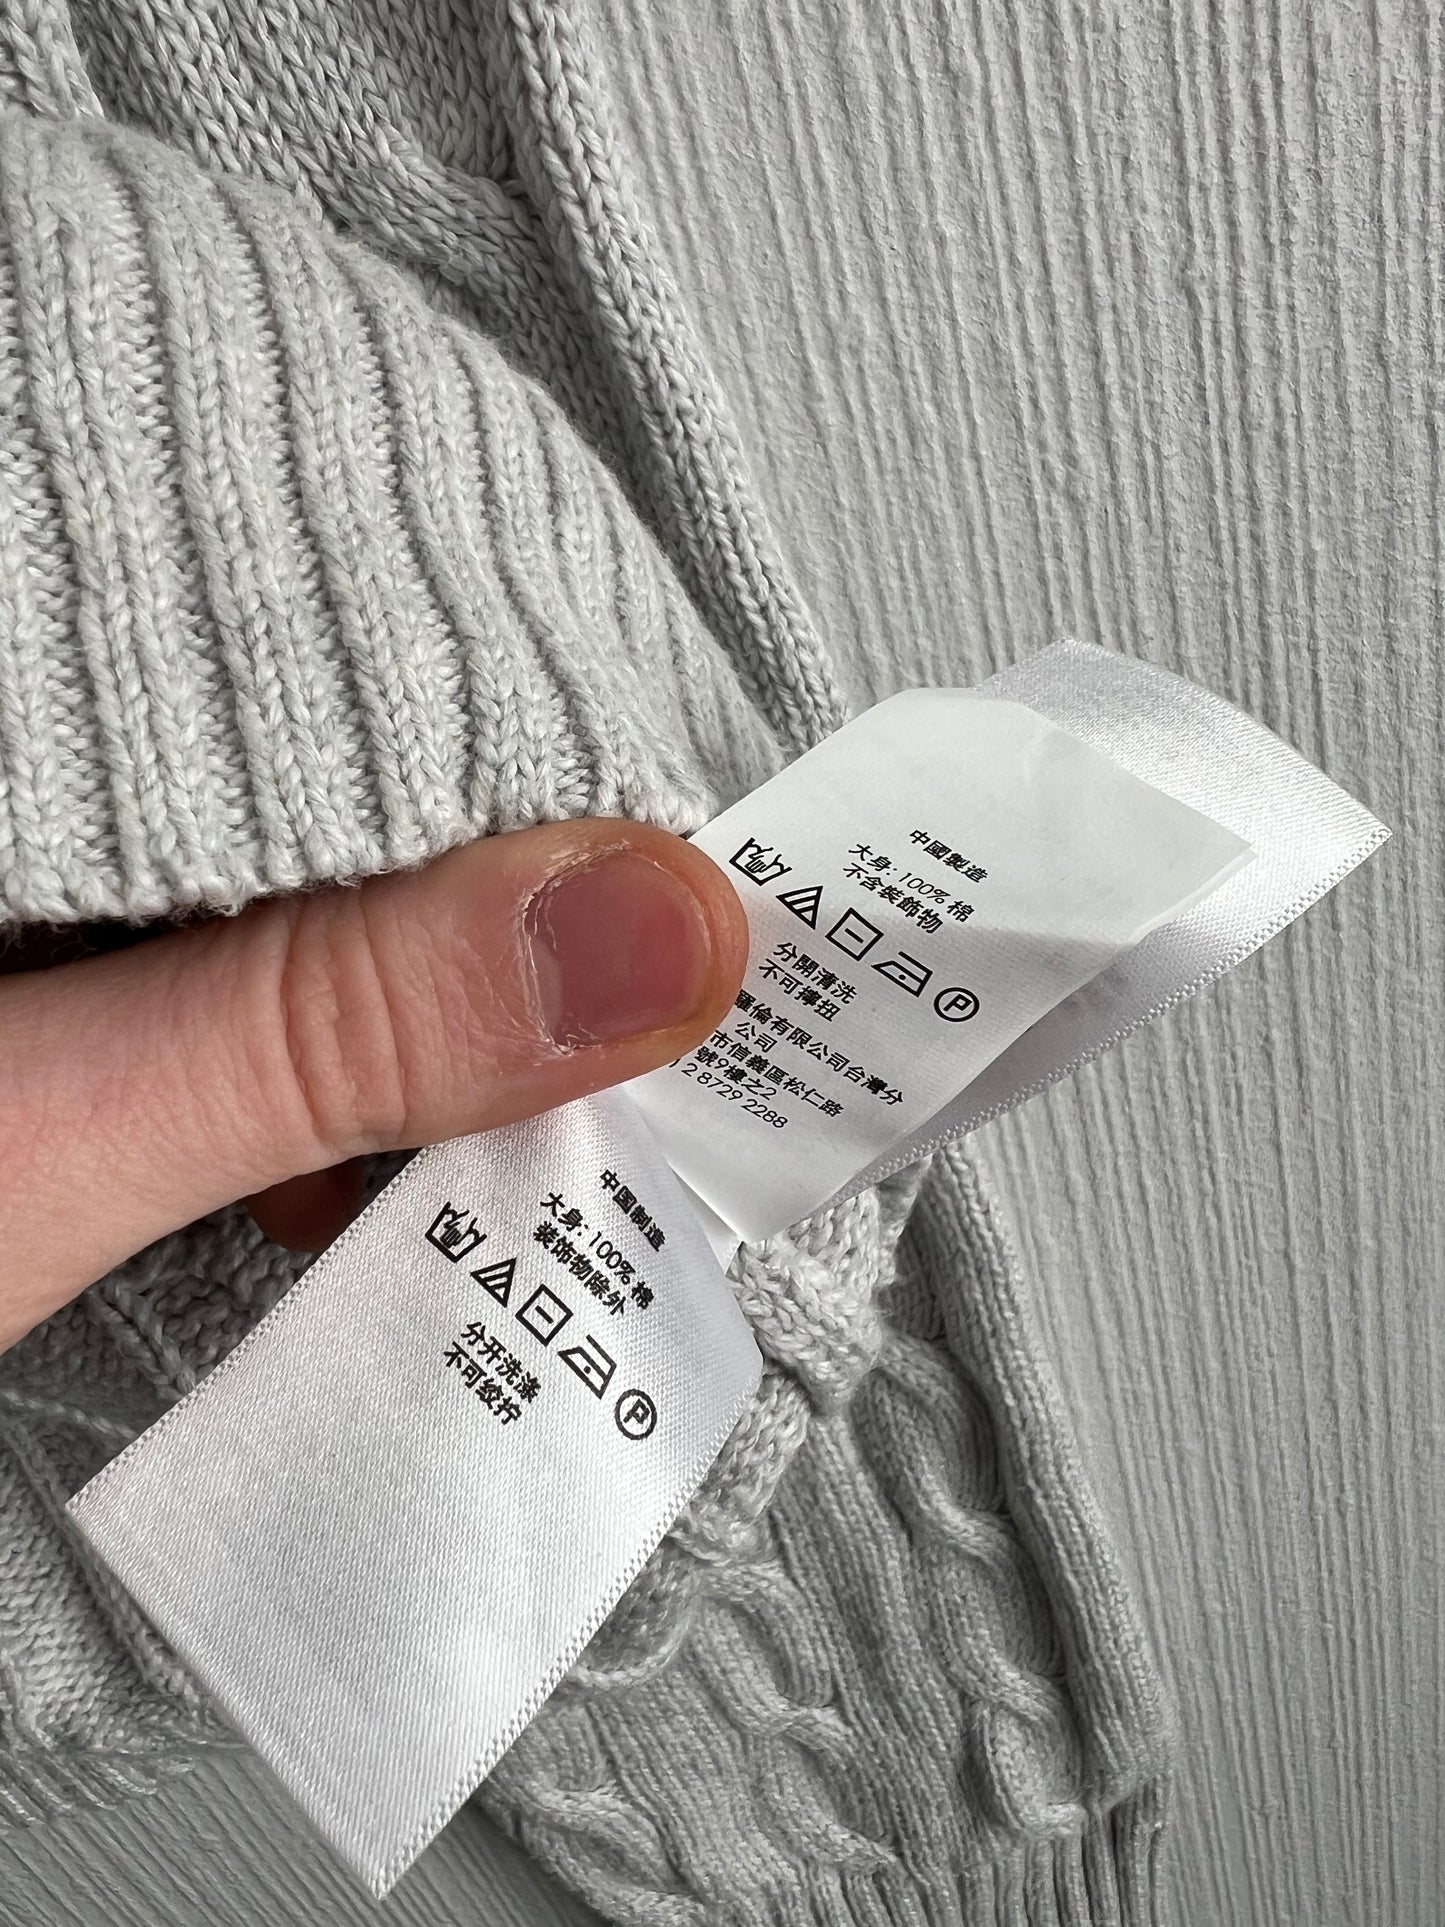 中國製造
大身: 100% 棉
不含裝飾物
P
分開清洗
不可擰扭
羅倫有限公司台灣分
公司
市信義區松仁路
號9樓之2
2 8729 2288
中国制造
大身: 100% 棉
装饰物除外
P
分开洗涤
不可绞拧